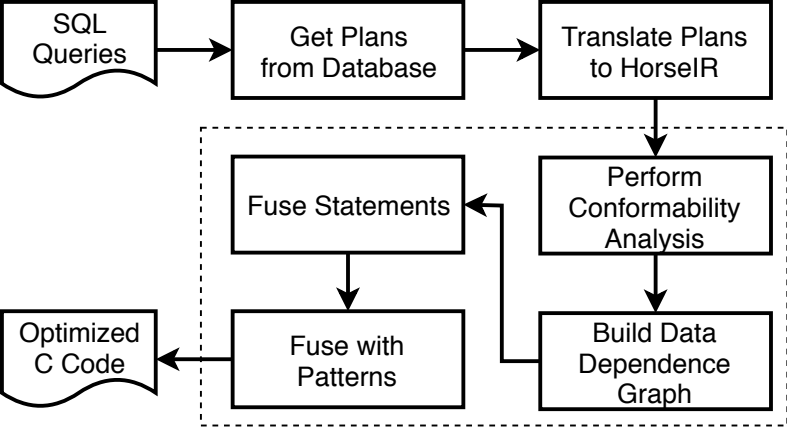 SQL
Queries
Get Plans
from Database
Translate Plans
to HorseIR
Perform
Conformability
Analysis
Build Data
Dependence
Graph
Fuse Statements
Fuse with
Patterns
Optimized
C Code